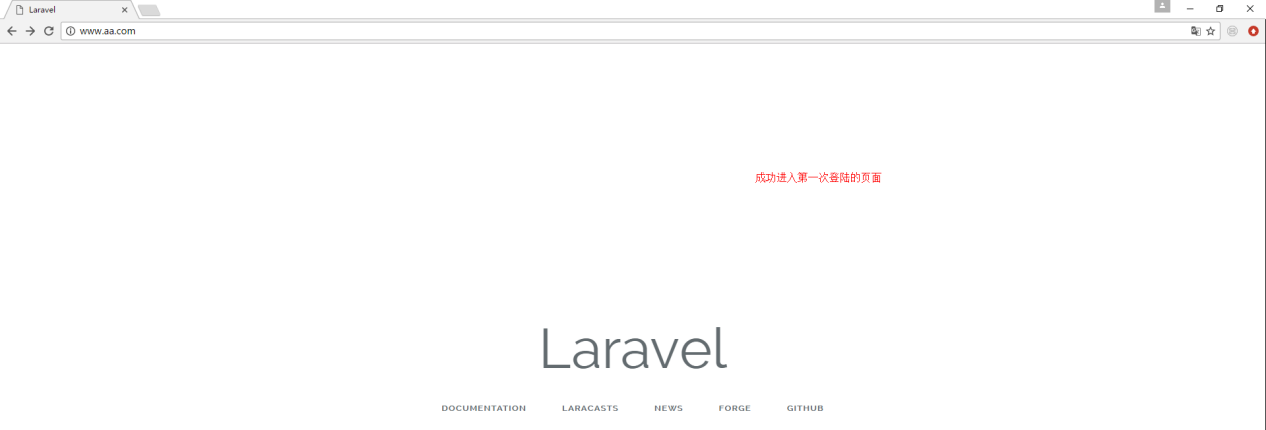 Laravel
www.aa.com
成功进入第一次登陆的页面
Laravel
DOCUMENTATION LARACASTS NEWS FORGE GITHUB